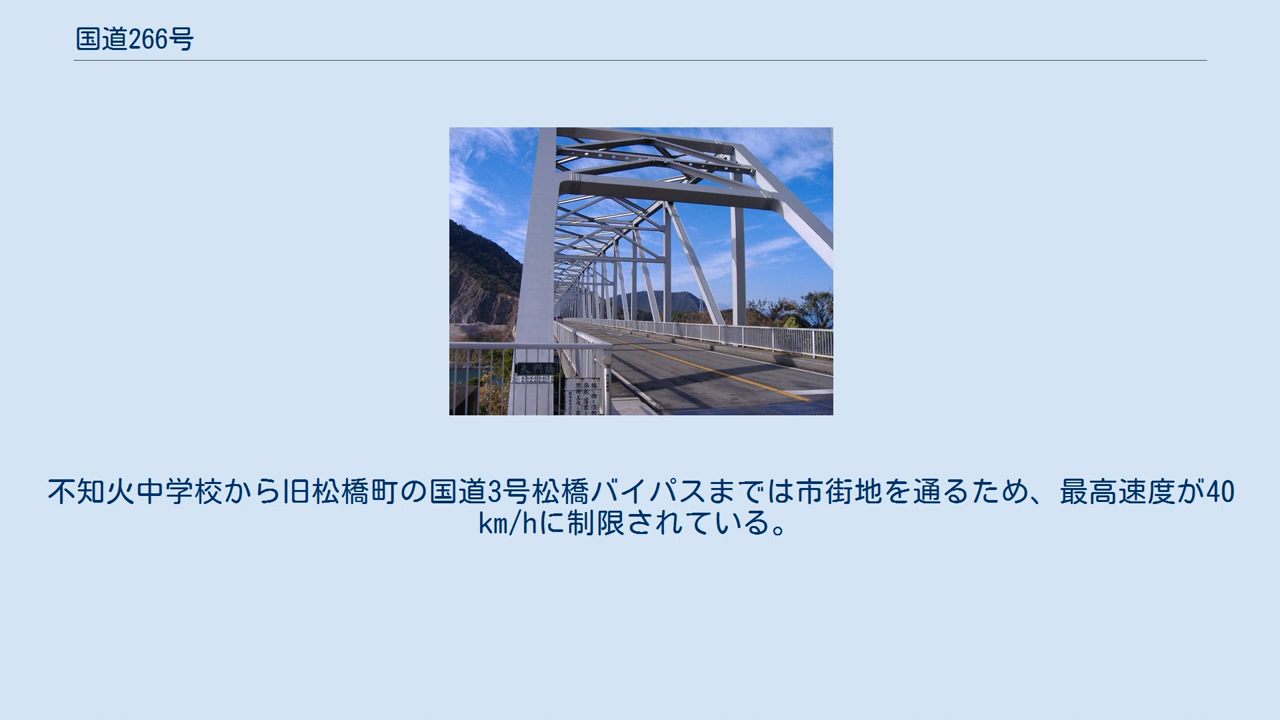 国道266号
不知火中学校から旧松橋町の国道3号松橋バイパスまでは市街地を通るため、最高速度が40
km/hに制限されている。